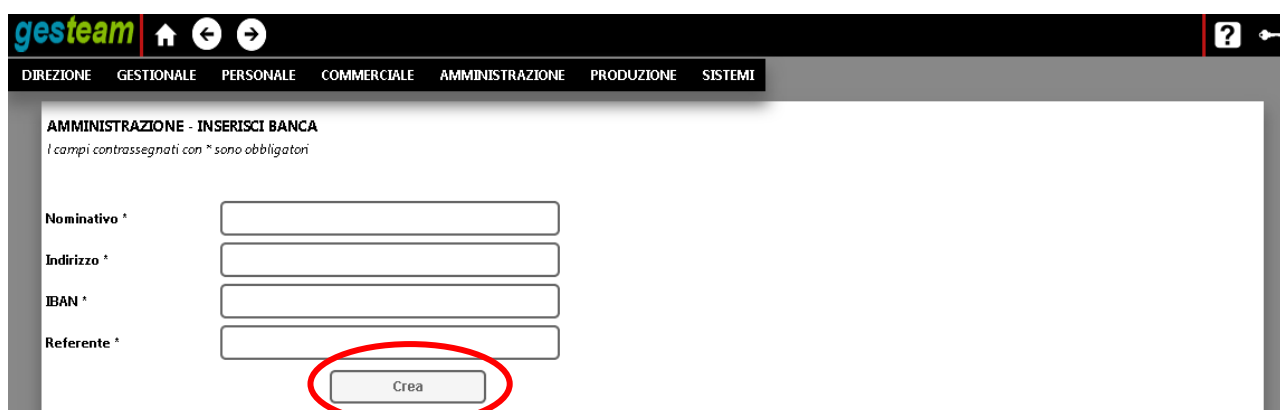 gesteam
?
DIREZIONE GESTIONALE PERSONALE COMMERCIALE AMMINISTRAZIONE PRODUZIONE SISTEMI
AMMINISTRAZIONE - INSERISCI BANCA
I campi contrassegnati con * sono obbligatori
Nominativo *
Indirizzo *
IBAN *
Referente *
Crea